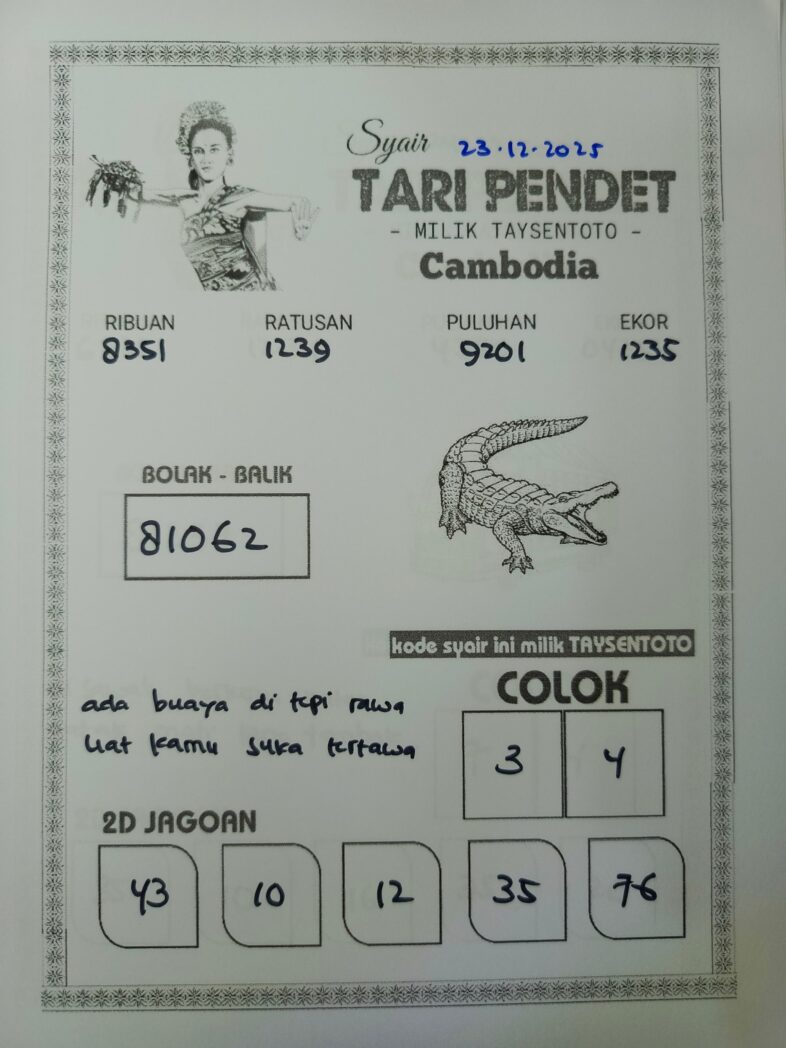 Syair 23.12.2025
TARI PENDET
- MILIK TAYSENTOTO -
Cambodia
RIBUAN RATUSAN PULUHAN EKOR
8351 1239 9201 1235
BOLAK - BALIK
81062
kode syair ini milik TAYSENTOTO
COLOK
3 4
ada buaya di tepi rawa
liat kamu suka tertawa
2D JAGOAN
43 10 12 35 76